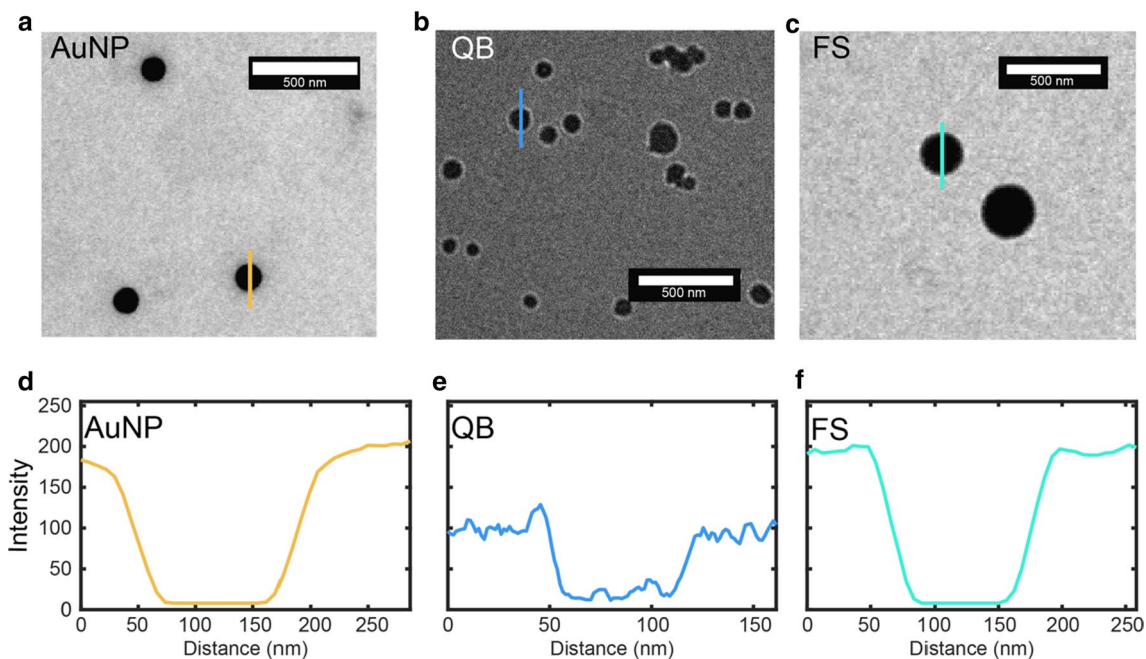 a
AuNP
500 nm
b
QB
500 nm
c
FS
500 nm
d
AuNP
250
200
150
100
50
0
Intensity
0 50 100 150 200 250
Distance (nm)
e
QB
0 50 100 150
Distance (nm)
f
FS
0 50 100 150 200 250
Distance (nm)